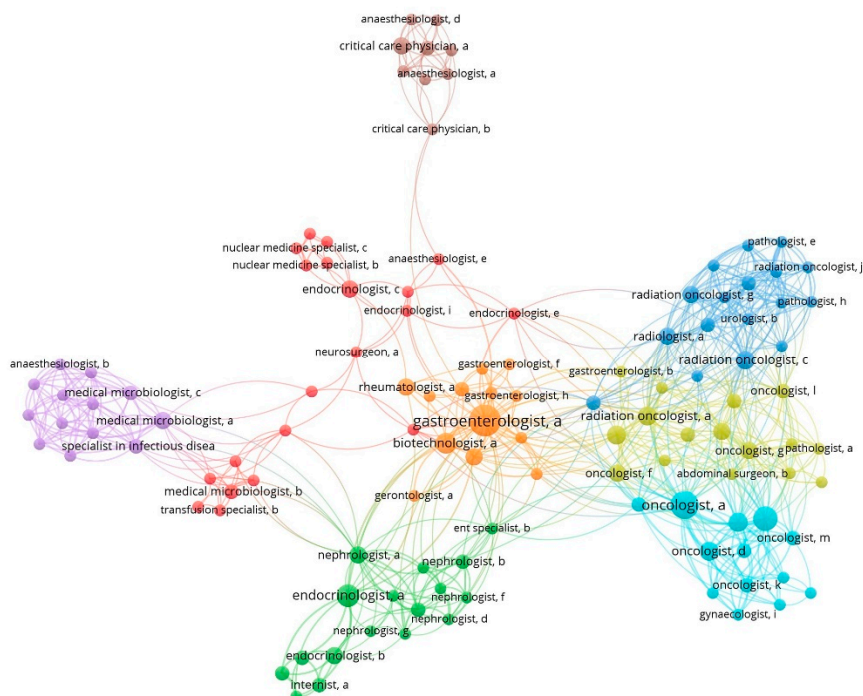 anaesthesiologist, d
critical care physician, a
anaesthesiologist, a
critical care physician, b
nuclear medicine specialist, c
nuclear medicine specialist, b
anaesthesiologist, e
endocrinologist, c
endocrinologist, i
endocrinologist, e
neurosurgeon, a
pathologist, e
radiation oncologist, j
radiation oncologist, g
pathologist, h
urologist, b
radiologist, a
radiation oncologist, c
gastroenterologist, f
gastroenterologist, b
anaesthesiologist, b
medical microbiologist, c
rheumatologist, a
gastroenterologist, h
oncologist, l
medical microbiologist, a
gastroenterologist, a
radiation oncologist, a
specialist in infectious disea
biotechnologist, a
oncologist, g
pathologist, a
oncologist, f
abdominal surgeon, b
medical microbiologist, b
gerontologist, a
transfusion specialist, b
oncologist, a
ent specialist, b
oncologist, m
nephrologist, a
nephrologist, b
oncologist, d
endocrinologist, a
nephrologist, f
oncologist, k
nephrologist, d
gynaecologist, i
nephrologist, g
endocrinologist, b
internist, a